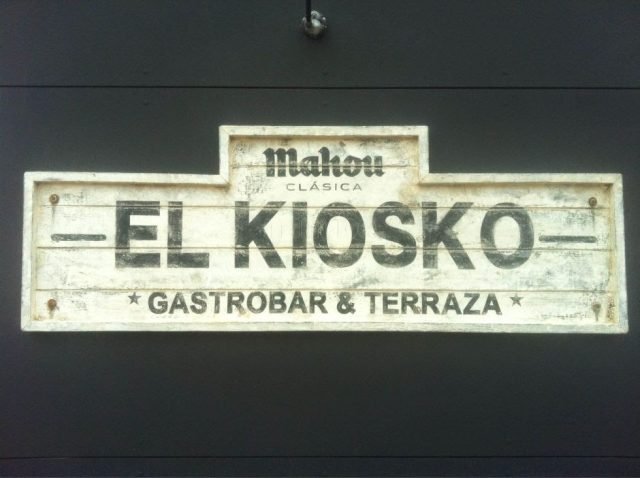 Mahou
CLÁSICA
EL KIOSKO
GASTROBAR & TERRAZA